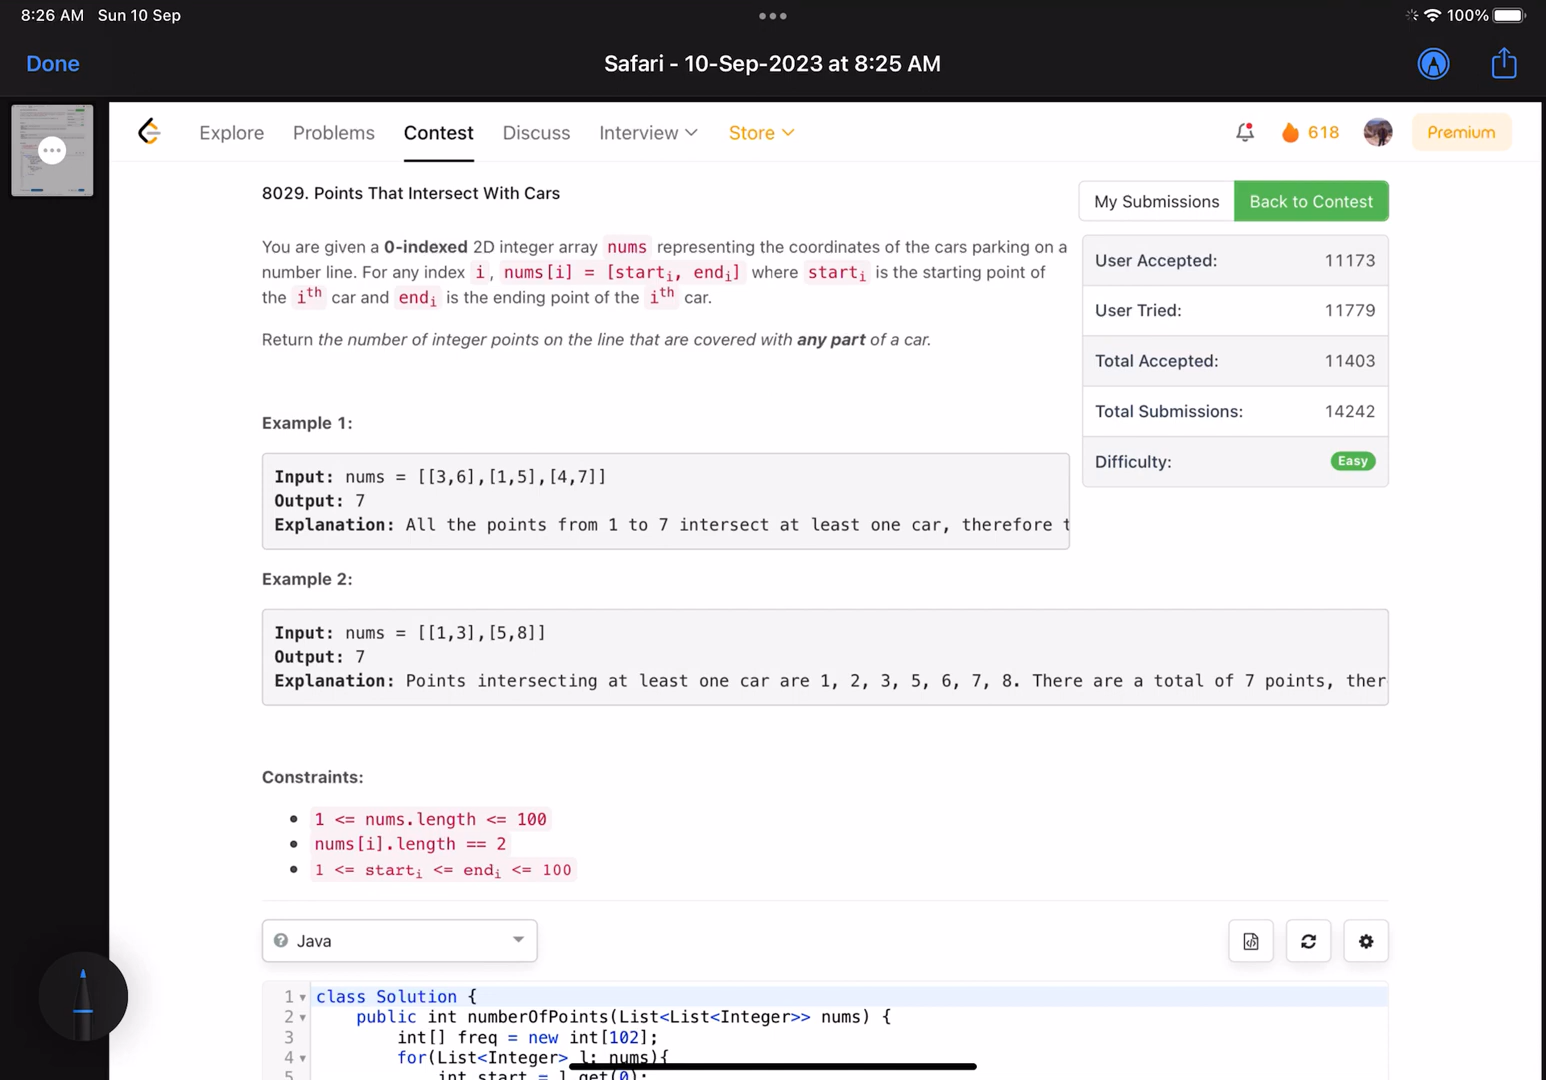 8:26 AM Sun 10 Sep
100%
Done
Safari - 10-Sep-2023 at 8:25 AM
Explore Problems Contest Discuss Interview Store 618 Premium
8029. Points That Intersect With Cars
My Submissions Back to Contest
You are given a 0-indexed 2D integer array nums representing the coordinates of the cars parking on a
number line. For any index i, nums[i] = [startᵢ, endᵢ] where startᵢ is the starting point of
the iᵗʰ car and endᵢ is the ending point of the iᵗʰ car.
Return the number of integer points on the line that are covered with any part of a car.
User Accepted: 11173
User Tried: 11779
Total Accepted: 11403
Total Submissions: 14242
Difficulty: Easy
Example 1:
Input: nums = [[3,6],[1,5],[4,7]]
Output: 7
Explanation: All the points from 1 to 7 intersect at least one car, therefore t
Example 2:
Input: nums = [[1,3],[5,8]]
Output: 7
Explanation: Points intersecting at least one car are 1, 2, 3, 5, 6, 7, 8. There are a total of 7 points, ther
Constraints:
1 <= nums.length <= 100
nums[i].length == 2
1 <= startᵢ <= endᵢ <= 100
Java
1 class Solution {
2 public int numberOfPoints(List<List<Integer>> nums) {
3 int[] freq = new int[102];
4 for(List<Integer> l: nums){
5 int start = l.get(0);